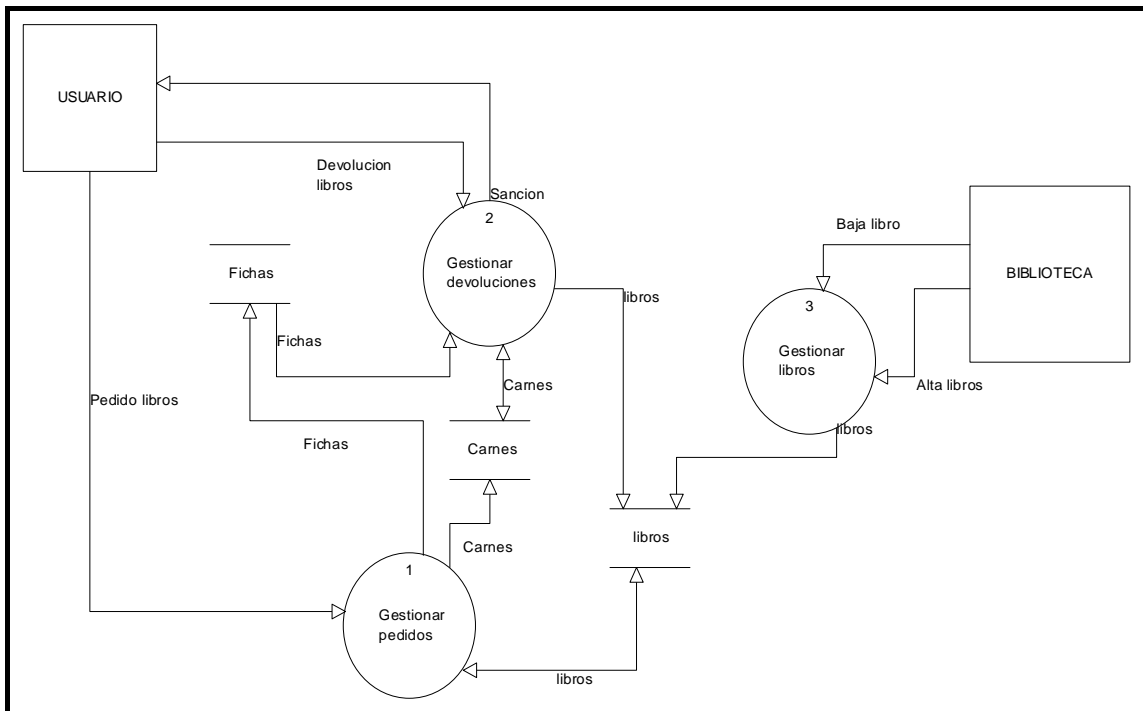 USUARIO
Devolucion
libros
Sancion
2
Gestionar
devoluciones
Fichas
Fichas
libros
Baja libro
BIBLIOTECA
3
Gestionar
libros
Alta libros
Pedido libros
Carnes
Fichas
Carnes
libros
Carnes
libros
1
Gestionar
pedidos
libros